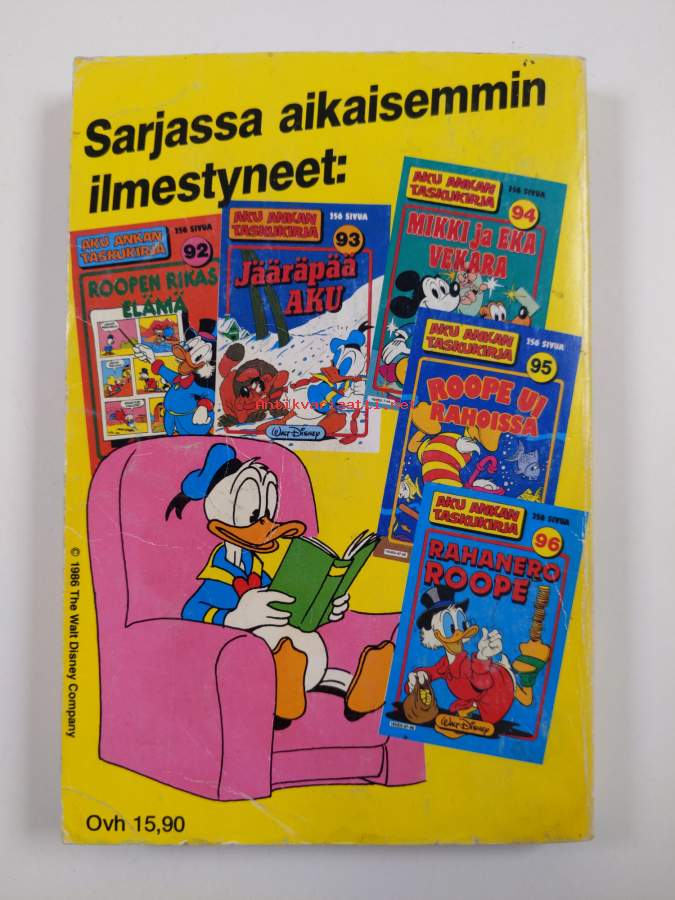 Sarjassa aikaisemmin
ilmestyneet:
AKU ANKAN
TASKUKIRJA
256 SIVUA
92
ROOPEN RIKAS
ELÄMÄ
AKU ANKAN
TASKUKIRJA
256 SIVUA
93
Jääräpää
AKU
WALT DISNEY
AKU ANKAN
TASKUKIRJA
256 SIVUA
94
MIKKI ja EKA
VEKARA
AKU ANKAN
TASKUKIRJA
256 SIVUA
95
ROOPE UI
RAHOISSA
AKU ANKAN
TASKUKIRJA
256 SIVUA
96
RAHANERO
ROOPE
WALT DISNEY
antikvariaatti.net
© 1986 The Walt Disney Company
Ovh 15,90